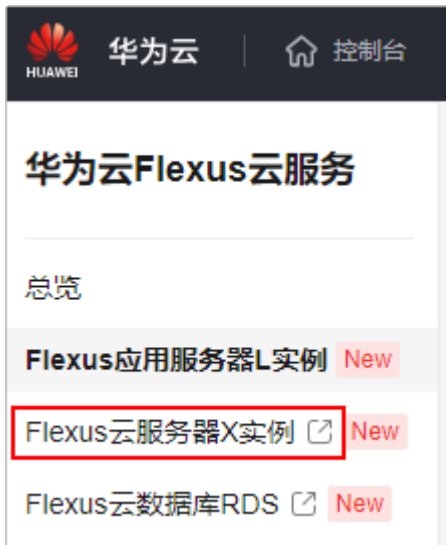 HUAWEI 华为云 控制台
华为云Flexus云服务
总览
Flexus应用服务器L实例 New
Flexus云服务器X实例 New
Flexus云数据库RDS New